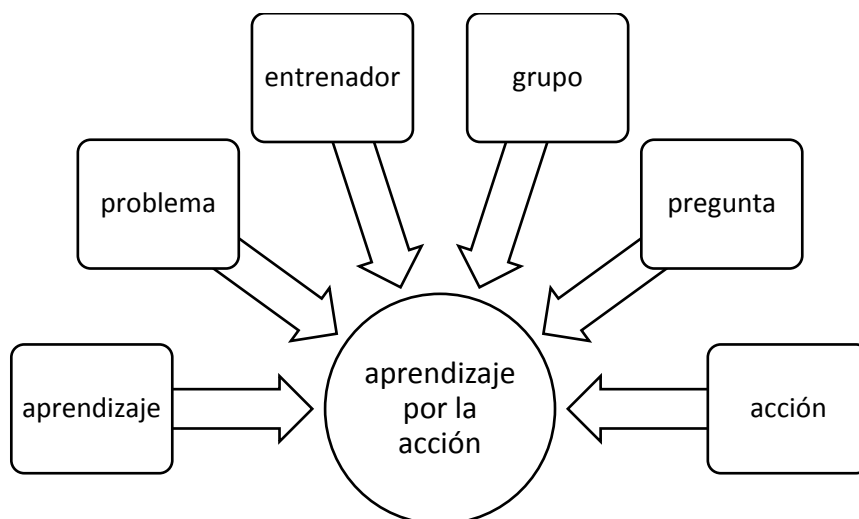 entrenador
grupo
problema
pregunta
aprendizaje
aprendizaje
por la
acción
acción